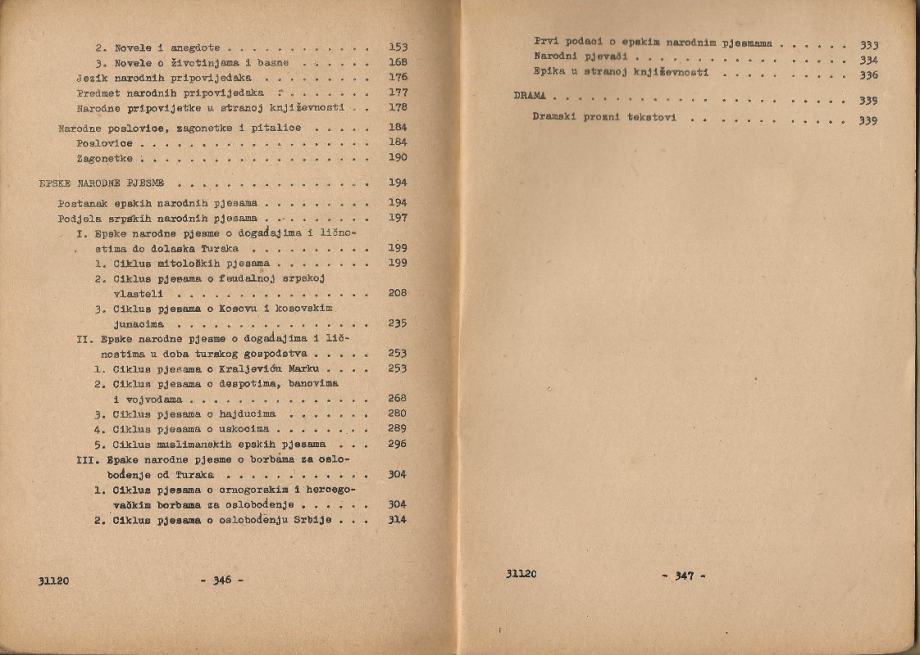 2. Novele i anegdote . . . . . . . . . . . . . 153
3. Novele o životinjama i basne . . . . . . 168
Jezik narodnih pripovijedaka . . . . . . . . 176
Predmet narodnih pripovijedaka . . . . . . . 177
Narodne pripovijetke u stranoj književnosti . . 178
Narodne poslovice, zagonetke i pitalice . . . . . 184
Poslovice . . . . . . . . . . . . . . . . . . 184
Zagonetke . . . . . . . . . . . . . . . . . . 190
EPSKE NARODNE PJESME . . . . . . . . . . . . . . 194
Postanak epskih narodnih pjesama . . . . . . . . 194
Podjela srpskih narodnih pjesama . . . . . . . . 197
I. Epske narodne pjesme o događajima i lično-
stima do dolaska Turaka . . . . . . . . . . 199
1. Ciklus mitoloških pjesama . . . . . . . . 199
2. Ciklus pjesama o feudalnoj srpskoj
vlasteli . . . . . . . . . . . . . . . 208
3. Ciklus pjesama o Kosovu i kosovskim
junacima . . . . . . . . . . . . . . . 235
II. Epske narodne pjesme o događajima i lič-
nostima u doba turskog gospodstva . . . . . 253
1. Ciklus pjesama o Kraljeviću Marku . . . . 253
2. Ciklus pjesama o despotima, banovima
i vojvodama . . . . . . . . . . . . . . 268
3. Ciklus pjesama o hajducima . . . . . . . 280
4. Ciklus pjesama o uskocima . . . . . . . . 289
5. Ciklus muslimanskih epskih pjesama . . . 296
III. Epske narodne pjesme o borbama za oslo-
bođenje od Turaka . . . . . . . . . . . . 304
1. Ciklus pjesama o crnogorskim i hercego-
vačkim borbama za oslobođenje . . . . . . 304
2. Ciklus pjesama o oslobođenju Srbije . . . 314
31120 - 346 -
Prvi podaci o epskim narodnim pjesmama . . . . . . 333
Narodni pjevači . . . . . . . . . . . . . . . . . 334
Epika u stranoj književnosti . . . . . . . . . . . 336
DRAMA . . . . . . . . . . . . . . . . . . . . . . 339
Dramski prozni tekstovi . . . . . . . . . . . . . 339
31120 - 347 -